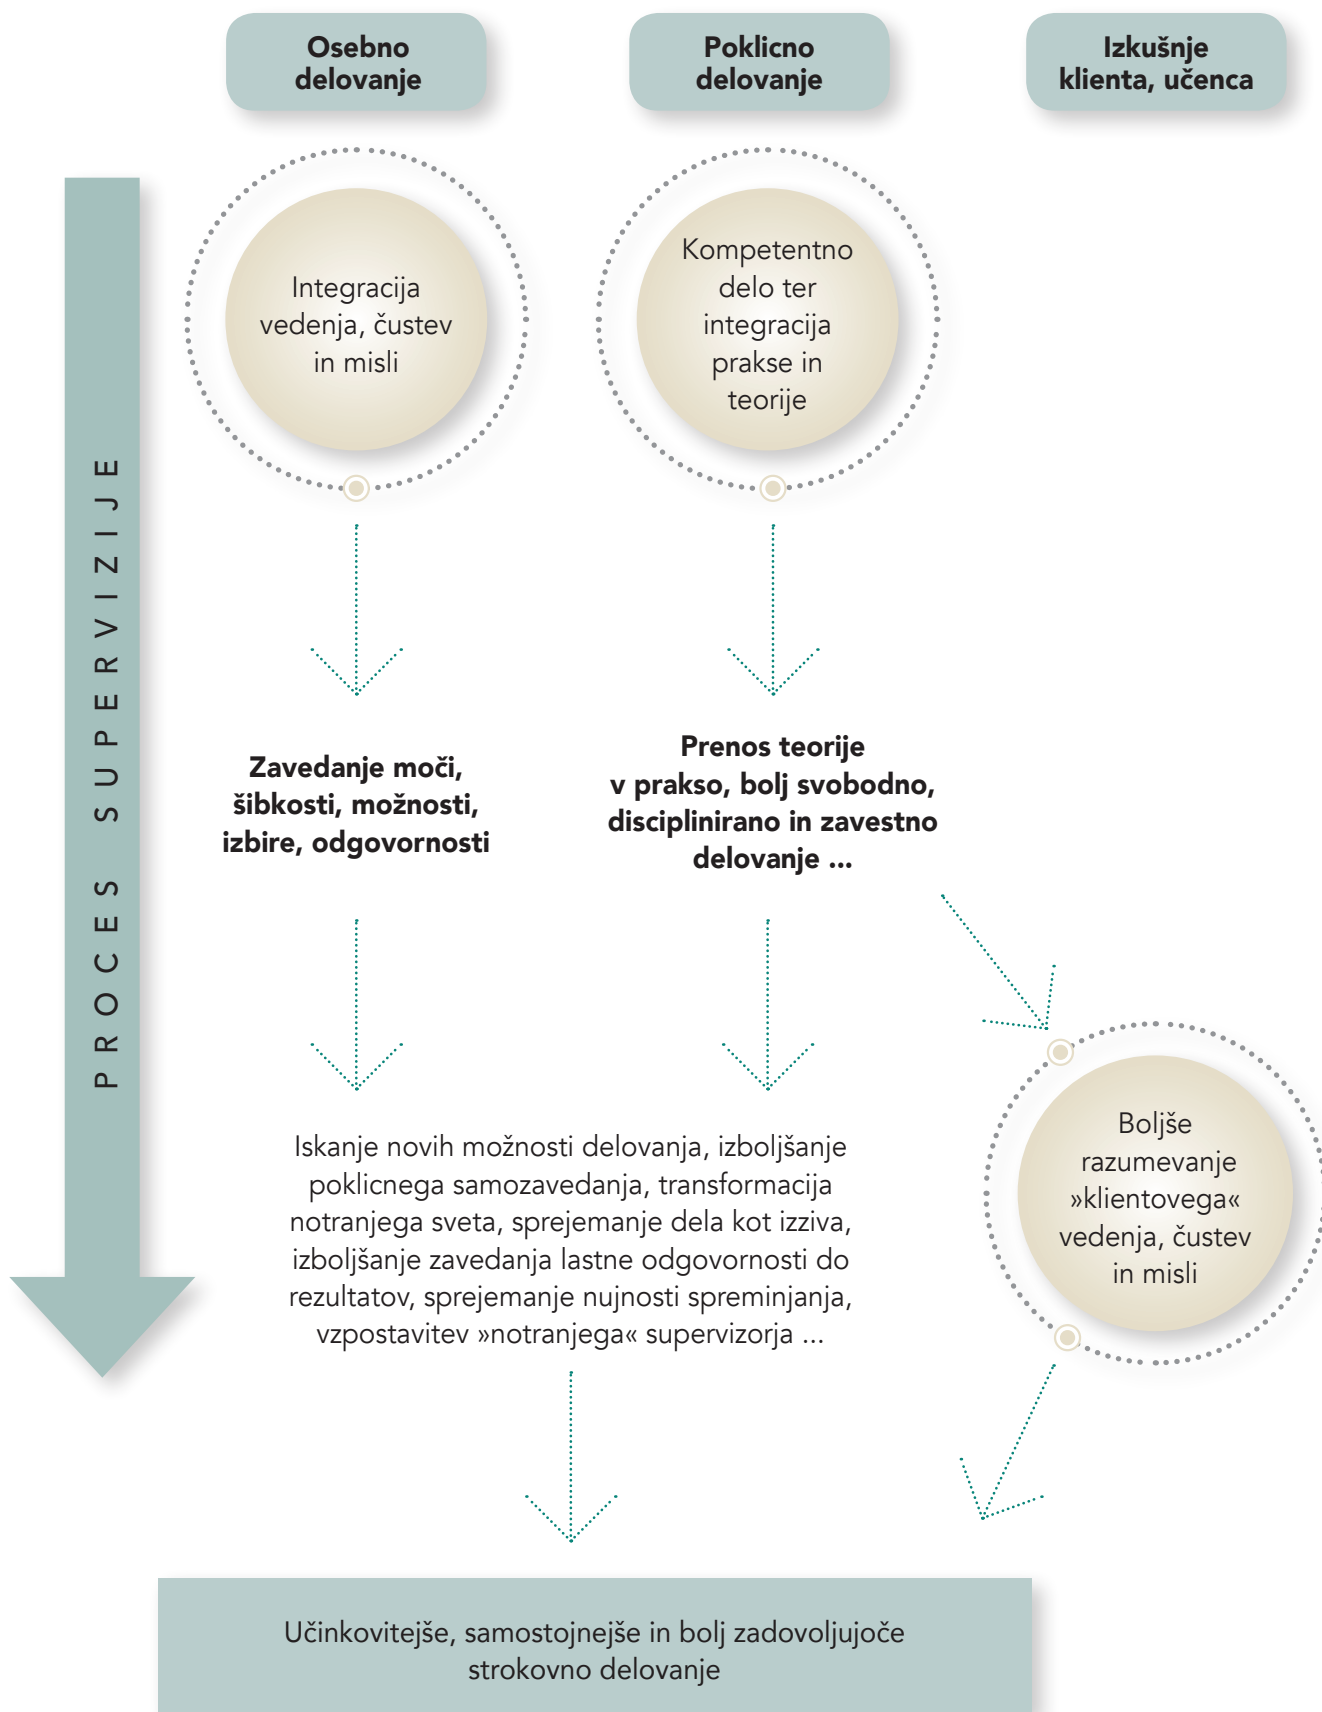 Osebno
delovanje
Poklicno
delovanje
Izkušnje
klienta, učenca
PROCES SUPERVIZIJE
Integracija
vedenja, čustev
in misli
Kompetentno
delo ter
integracija
prakse in
teorije
Zavedanje moči,
šibkosti, možnosti,
izbire, odgovornosti
Prenos teorije
v prakso, bolj svobodno,
disciplinirano in zavestno
delovanje ...
Iskanje novih možnosti delovanja, izboljšanje
poklicnega samozavedanja, transformacija
notranjega sveta, sprejemanje dela kot izziva,
izboljšanje zavedanja lastne odgovornosti do
rezultatov, sprejemanje nujnosti spreminjanja,
vzpostavitev »notranjega« supervizorja ...
Boljše
razumevanje
»klientovega«
vedenja, čustev
in misli
Učinkovitejše, samostojnejše in bolj zadovoljujoče
strokovno delovanje